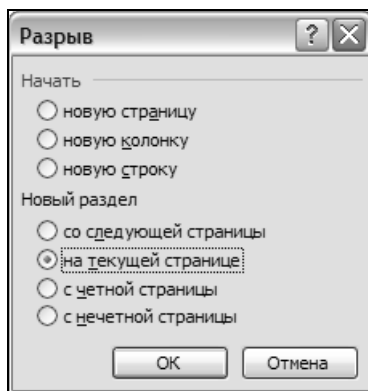 Разрыв
Начать
новую страницу
новую колонку
новую строку
Новый раздел
со следующей страницы
на текущей странице
с четной страницы
с нечетной страницы
ОК Отмена